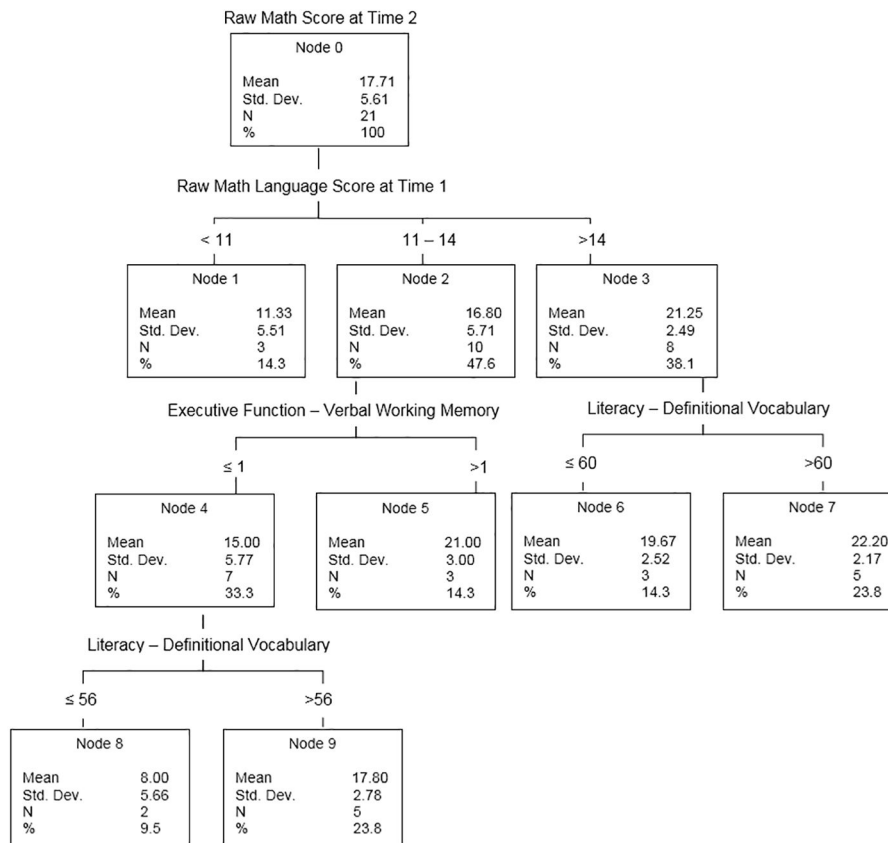 Raw Math Score at Time 2
Node 0
Mean 17.71
Std. Dev. 5.61
N 21
% 100
Raw Math Language Score at Time 1
< 11 11 – 14 >14
Node 1
Mean 11.33
Std. Dev. 5.51
N 3
% 14.3
Node 2
Mean 16.80
Std. Dev. 5.71
N 10
% 47.6
Node 3
Mean 21.25
Std. Dev. 2.49
N 8
% 38.1
Executive Function – Verbal Working Memory
≤ 1 >1
Literacy – Definitional Vocabulary
≤ 60 >60
Node 4
Mean 15.00
Std. Dev. 5.77
N 7
% 33.3
Node 5
Mean 21.00
Std. Dev. 3.00
N 3
% 14.3
Node 6
Mean 19.67
Std. Dev. 2.52
N 3
% 14.3
Node 7
Mean 22.20
Std. Dev. 2.17
N 5
% 23.8
Literacy – Definitional Vocabulary
≤ 56 >56
Node 8
Mean 8.00
Std. Dev. 5.66
N 2
% 9.5
Node 9
Mean 17.80
Std. Dev. 2.78
N 5
% 23.8